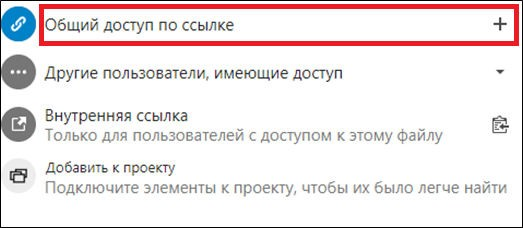 Общий доступ по ссылке
Другие пользователи, имеющие доступ
Внутренняя ссылка
Только для пользователей с доступом к этому файлу
Добавить к проекту
Подключите элементы к проекту, чтобы их было легче найти